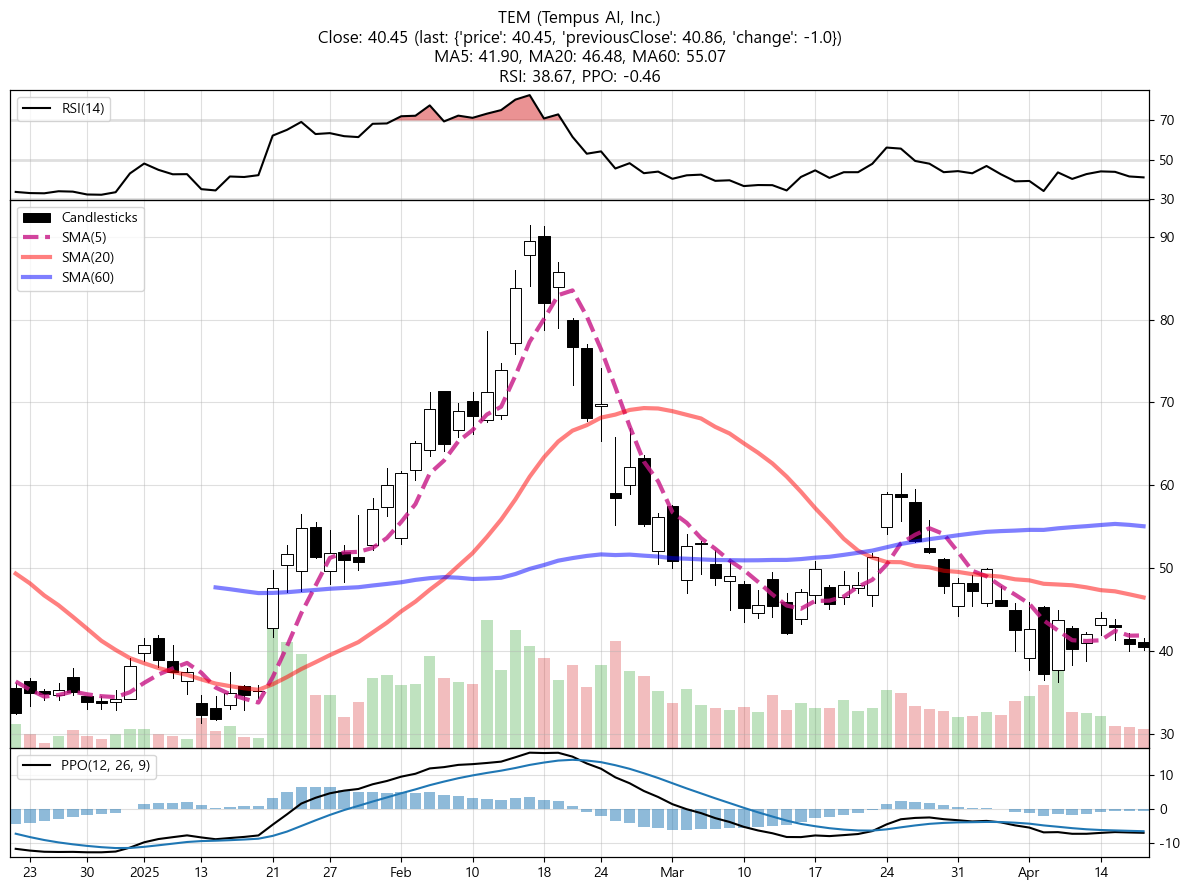 TEM (Tempus AI, Inc.)
Close: 40.45 (last: {'price': 40.45, 'previousClose': 40.86, 'change': -1.0})
MA5: 41.90, MA20: 46.48, MA60: 55.07
RSI: 38.67, PPO: -0.46
RSI(14)
70
50
30
Candlesticks
SMA(5)
SMA(20)
SMA(60)
90
80
70
60
50
40
30
PPO(12, 26, 9)
10
0
-10
23 30 2025 13 21 27 Feb 10 18 24 Mar 10 17 24 31 Apr 14